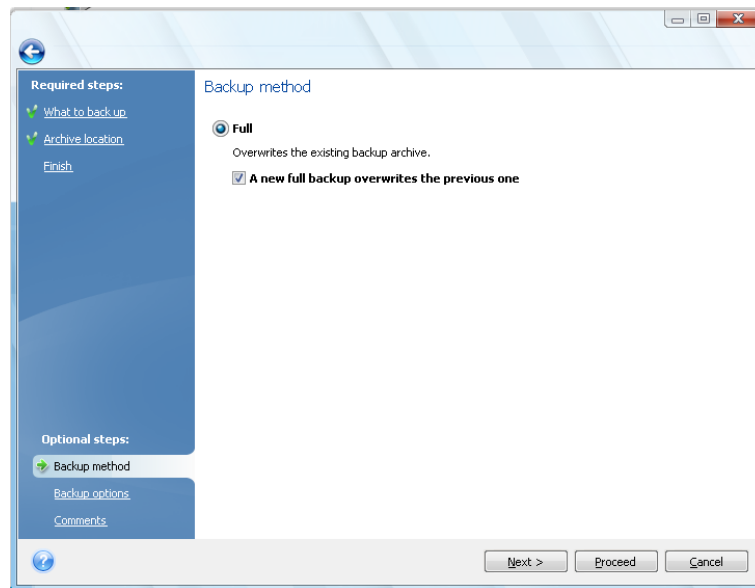 Required steps:
What to back up
Archive location
Finish
Optional steps:
Backup method
Backup options
Comments
Backup method
Full
Overwrites the existing backup archive.
A new full backup overwrites the previous one
Next >
Proceed
Cancel